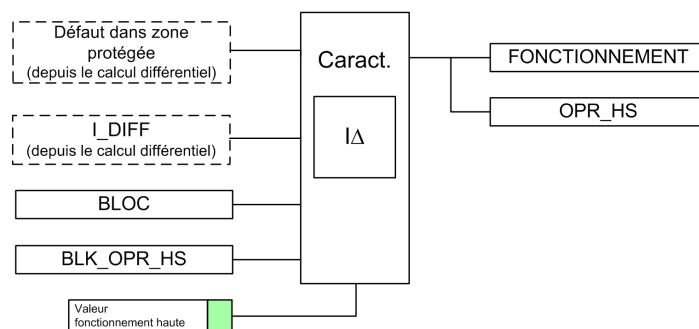 Défaut dans zone
protégée
(depuis le calcul différentiel)
I_DIFF
(depuis le calcul différentiel)
BLOC
BLK_OPR_HS
Valeur
fonctionnement haute
Caract.
IΔ
FONCTIONNEMENT
OPR_HS